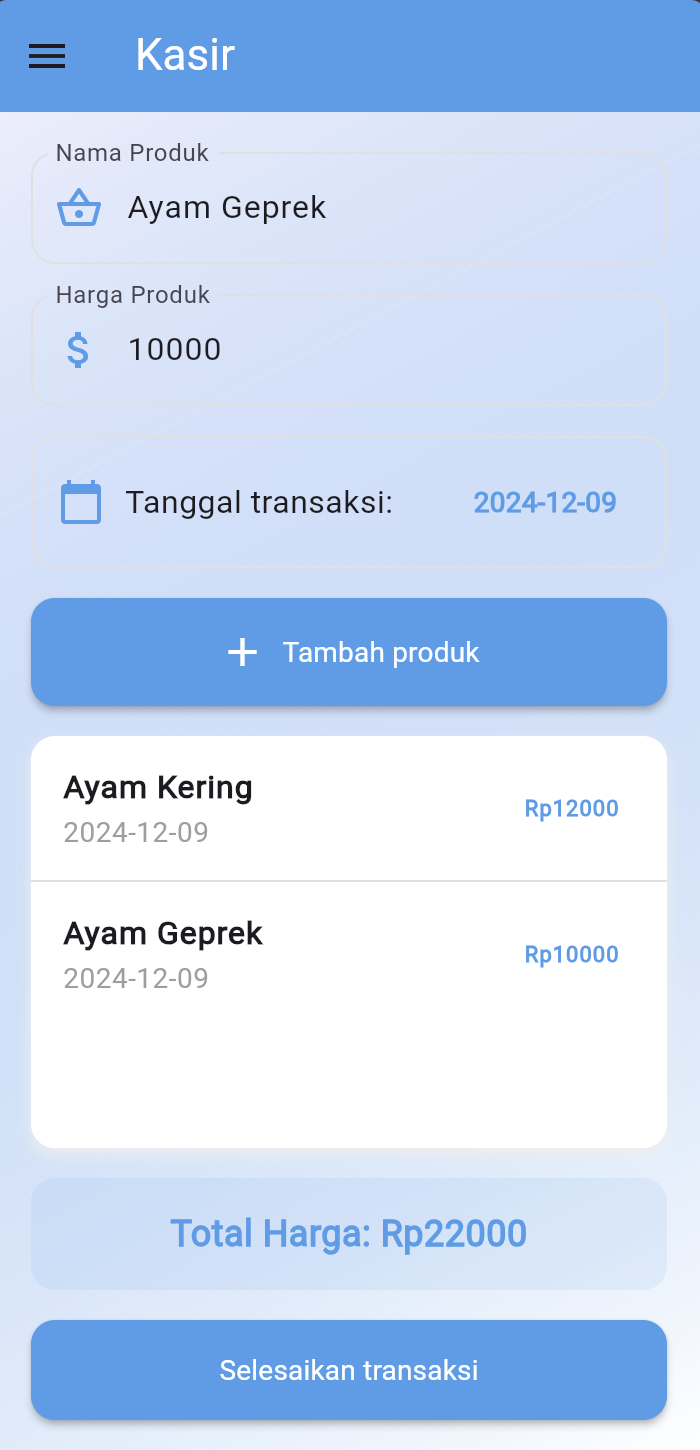 Kasir
Nama Produk
Ayam Geprek
Harga Produk
$ 10000
Tanggal transaksi: 2024-12-09
+ Tambah produk
Ayam Kering
2024-12-09
Rp12000
Ayam Geprek
2024-12-09
Rp10000
Total Harga: Rp22000
Selesaikan transaksi